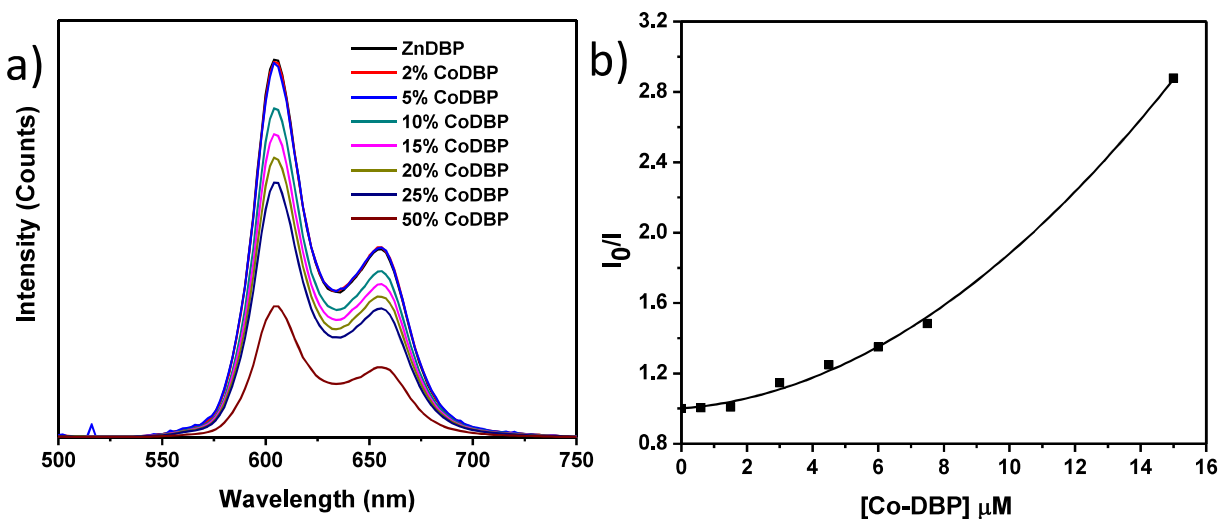 a)
ZnDBP
2% CoDBP
5% CoDBP
10% CoDBP
15% CoDBP
20% CoDBP
25% CoDBP
50% CoDBP
Intensity (Counts)
500 550 600 650 700 750
Wavelength (nm)
b)
3.2
2.8
2.4
2.0
1.6
1.2
0.8
I0/I
0 2 4 6 8 10 12 14 16
[Co-DBP] μM